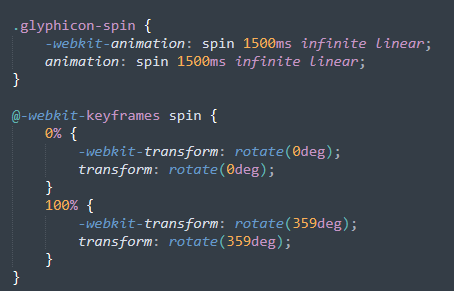 .glyphicon-spin {
    -webkit-animation: spin 1500ms infinite linear;
    animation: spin 1500ms infinite linear;
}

@-webkit-keyframes spin {
    0% {
        -webkit-transform: rotate(0deg);
        transform: rotate(0deg);
    }
    100% {
        -webkit-transform: rotate(359deg);
        transform: rotate(359deg);
    }
}